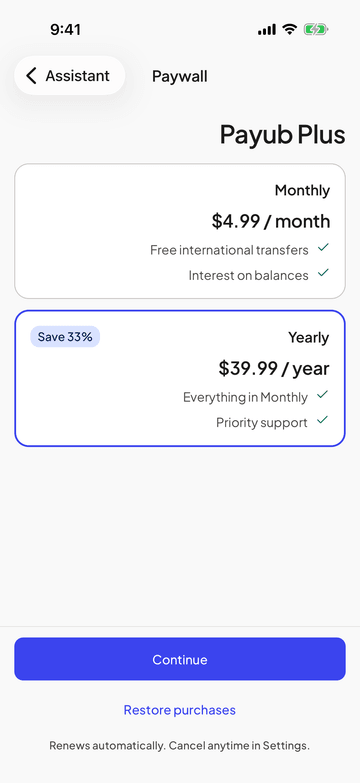 9:41
Assistant
Paywall
Payub Plus
Monthly
$4.99 / month
Free international transfers
Interest on balances
Save 33%
Yearly
$39.99 / year
Everything in Monthly
Priority support
Continue
Restore purchases
Renews automatically. Cancel anytime in Settings.